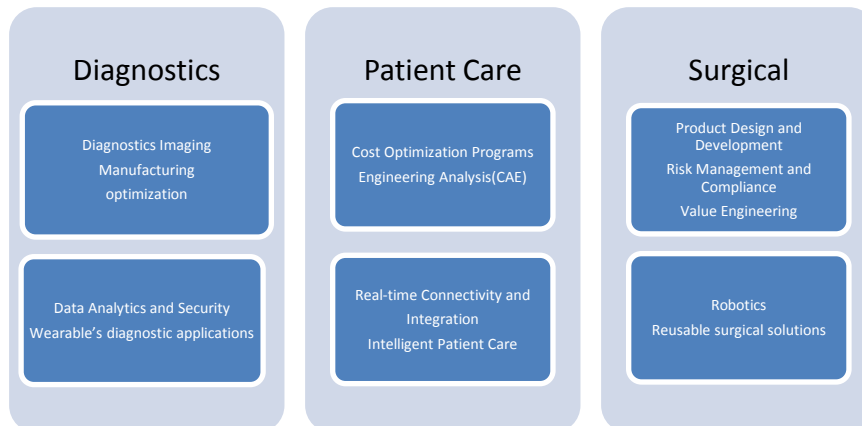 Diagnostics
Diagnostics Imaging
Manufacturing
optimization
Data Analytics and Security
Wearable's diagnostic applications
Patient Care
Cost Optimization Programs
Engineering Analysis(CAE)
Real-time Connectivity and
Integration
Intelligent Patient Care
Surgical
Product Design and
Development
Risk Management and
Compliance
Value Engineering
Robotics
Reusable surgical solutions